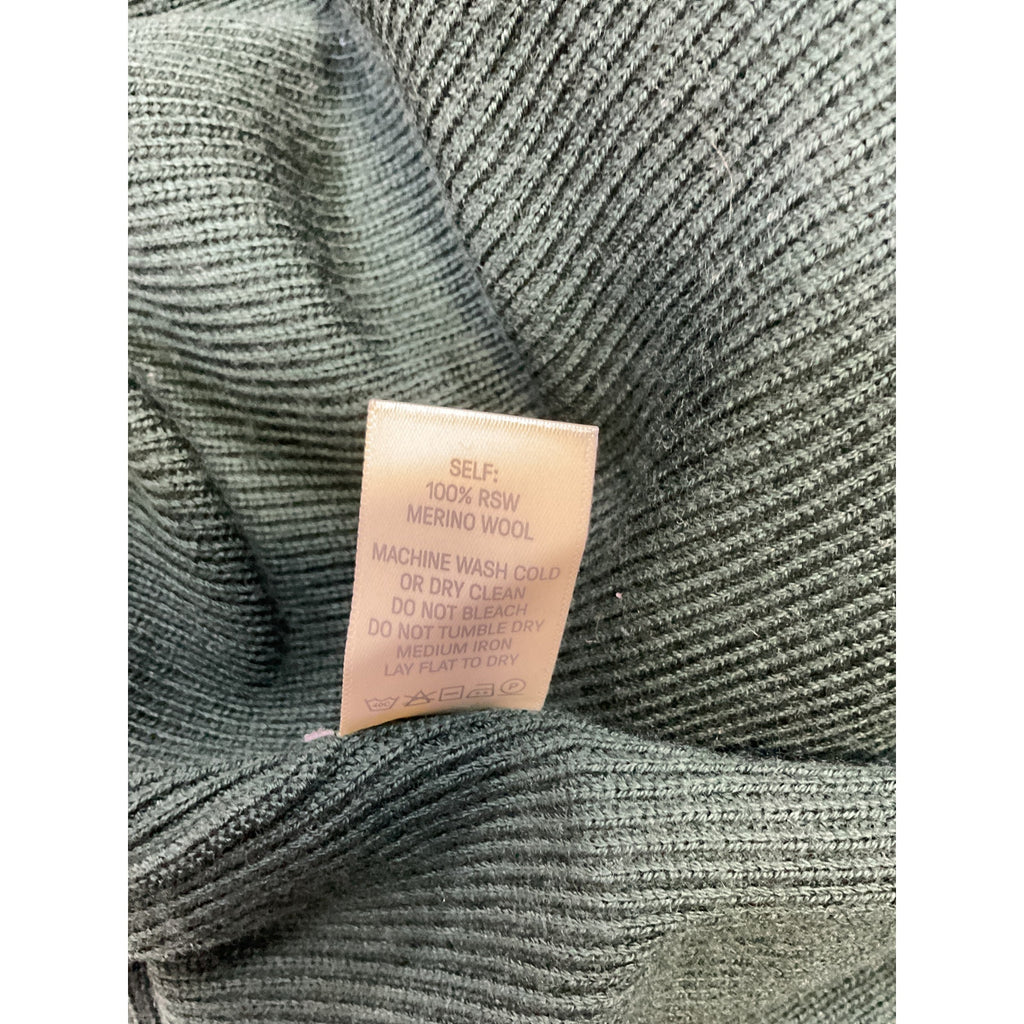 SELF:
100% RSW
MERINO WOOL
MACHINE WASH COLD
OR DRY CLEAN
DO NOT BLEACH
DO NOT TUMBLE DRY
MEDIUM IRON
LAY FLAT TO DRY
40C P